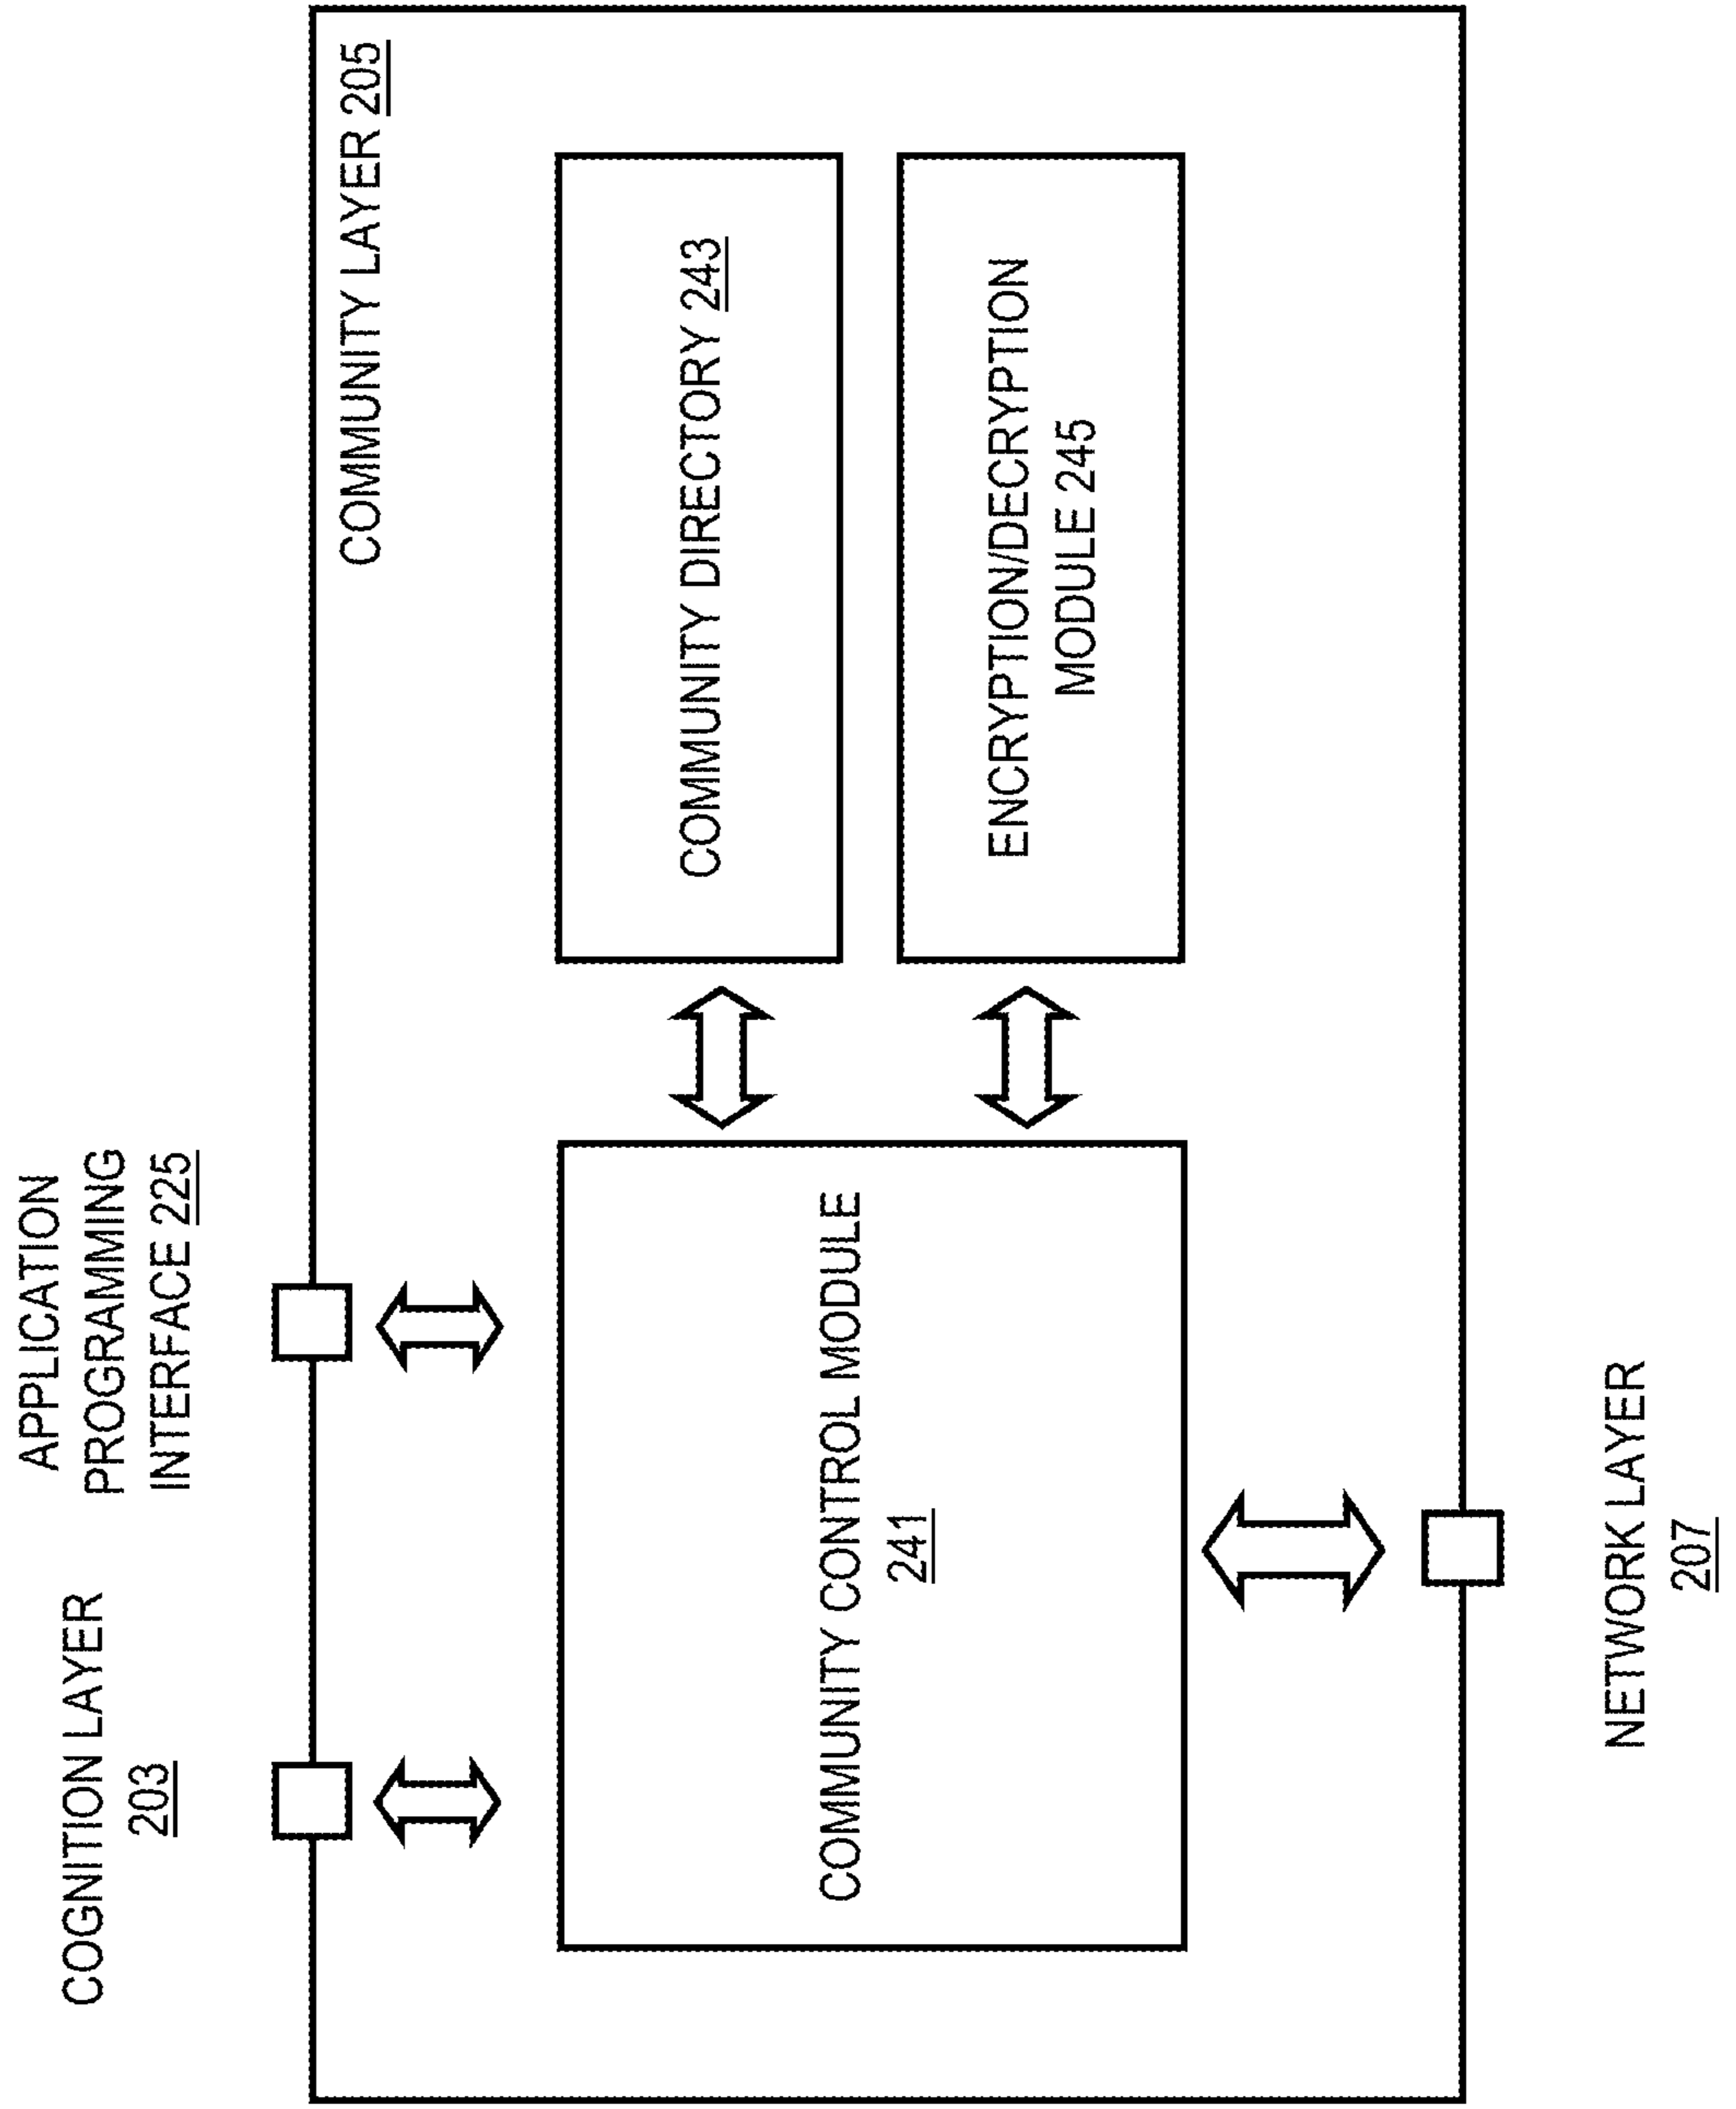 COGNITION LAYER
203
APPLICATION
PROGRAMMING
INTERFACE 225
COMMUNITY LAYER 205
COMMUNITY CONTROL MODULE
241
COMMUNITY DIRECTORY 243
ENCRYPTION/DECRYPTION
MODULE 245
NETWORK LAYER
207